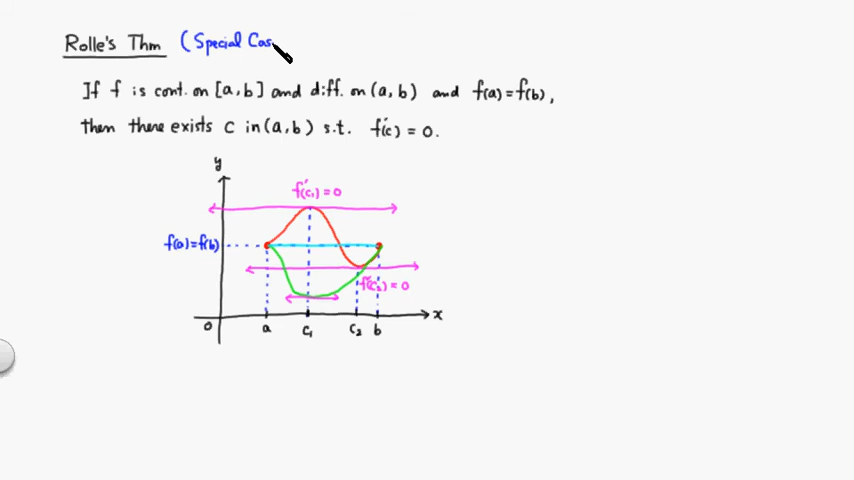 Rolle's Thm (Special Cas
If f is cont. on [a,b] and diff. on (a,b) and f(a)=f(b),
then there exists c in (a,b) s.t. f'(c) = 0.
y
f'(c₁) = 0
f(a)=f(b)
f'(c₂) = 0
0 a c₁ c₂ b x